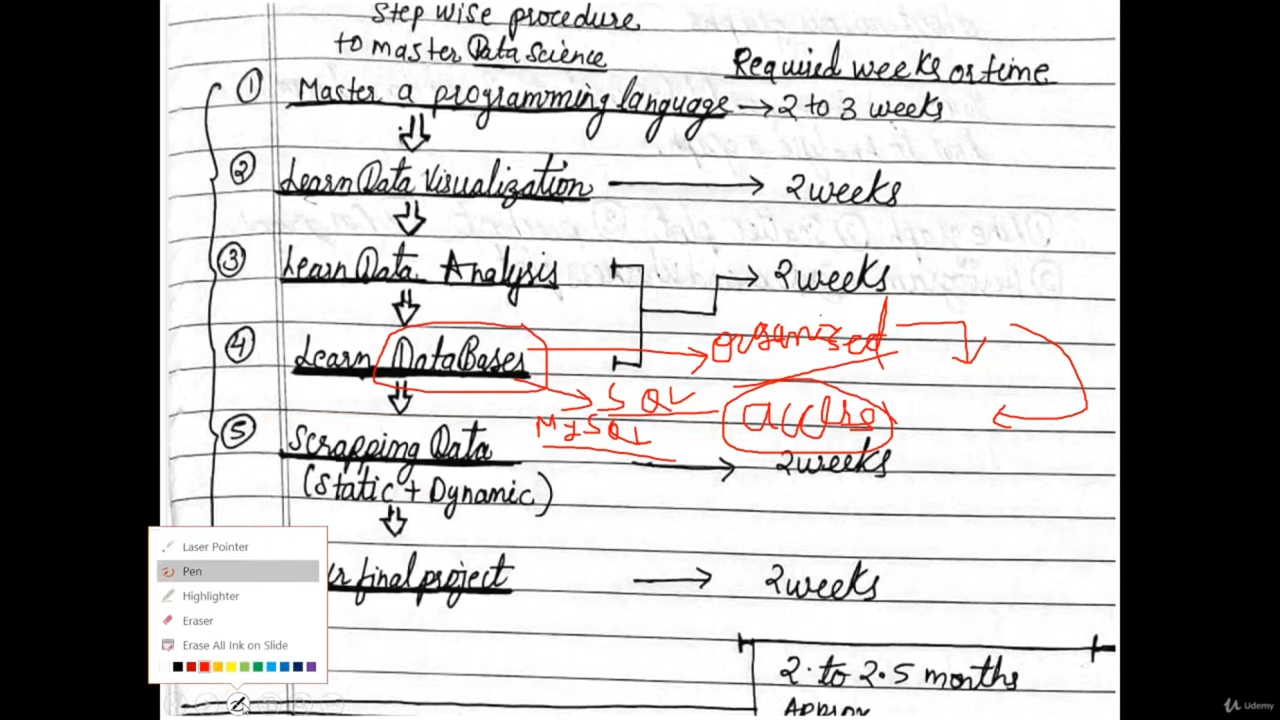 Step wise procedure
to master Data Science
Required weeks or time
① Master a programming language → 2 to 3 weeks
② Learn Data Visualization → 2 weeks
③ Learn Data Analysis → 2 weeks
④ Learn DataBases → organized
SQL
access
MySQL
⑤ Scrapping Data → 2 weeks
(Static + Dynamic)
final project → 2 weeks
2 to 2.5 months
Approx
Laser Pointer
Pen
Highlighter
Eraser
Erase All Ink on Slide
Udemy